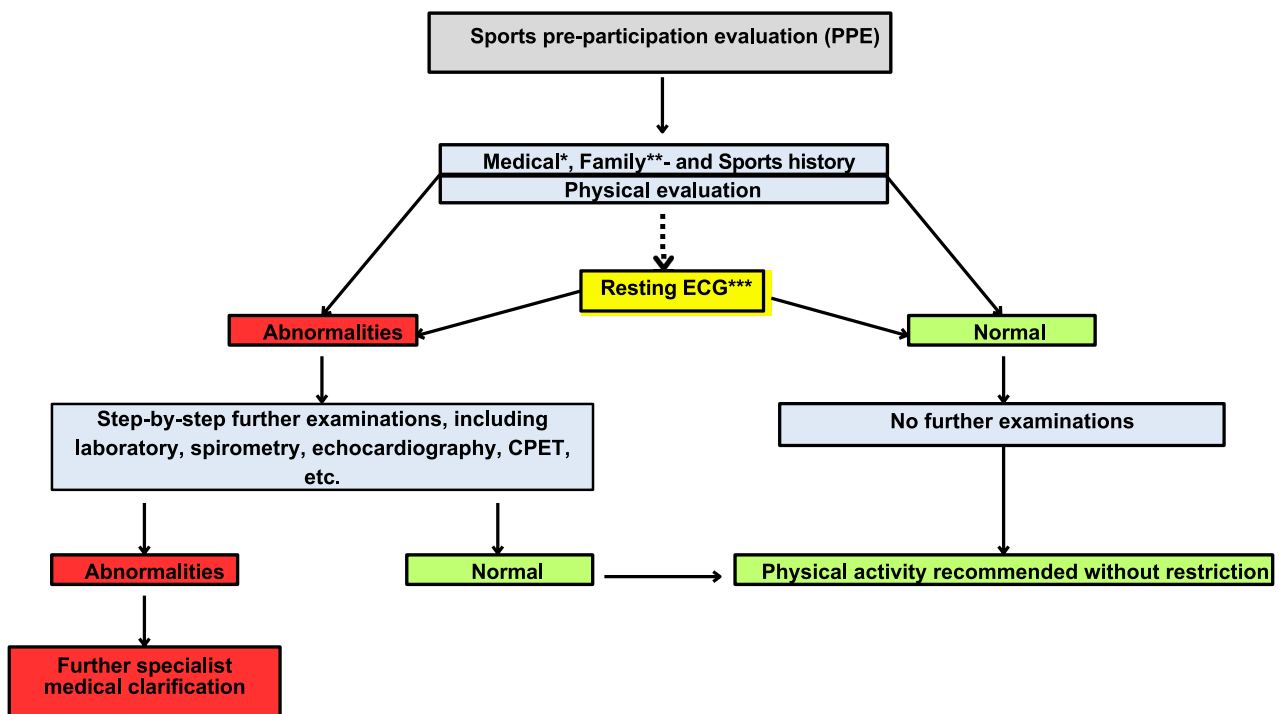 Sports pre-participation evaluation (PPE)
Medical*, Family**- and Sports history
Physical evaluation
Resting ECG***
Abnormalities
Normal
Step-by-step further examinations, including
laboratory, spirometry, echocardiography, CPET,
etc.
No further examinations
Abnormalities
Normal
Physical activity recommended without restriction
Further specialist
medical clarification